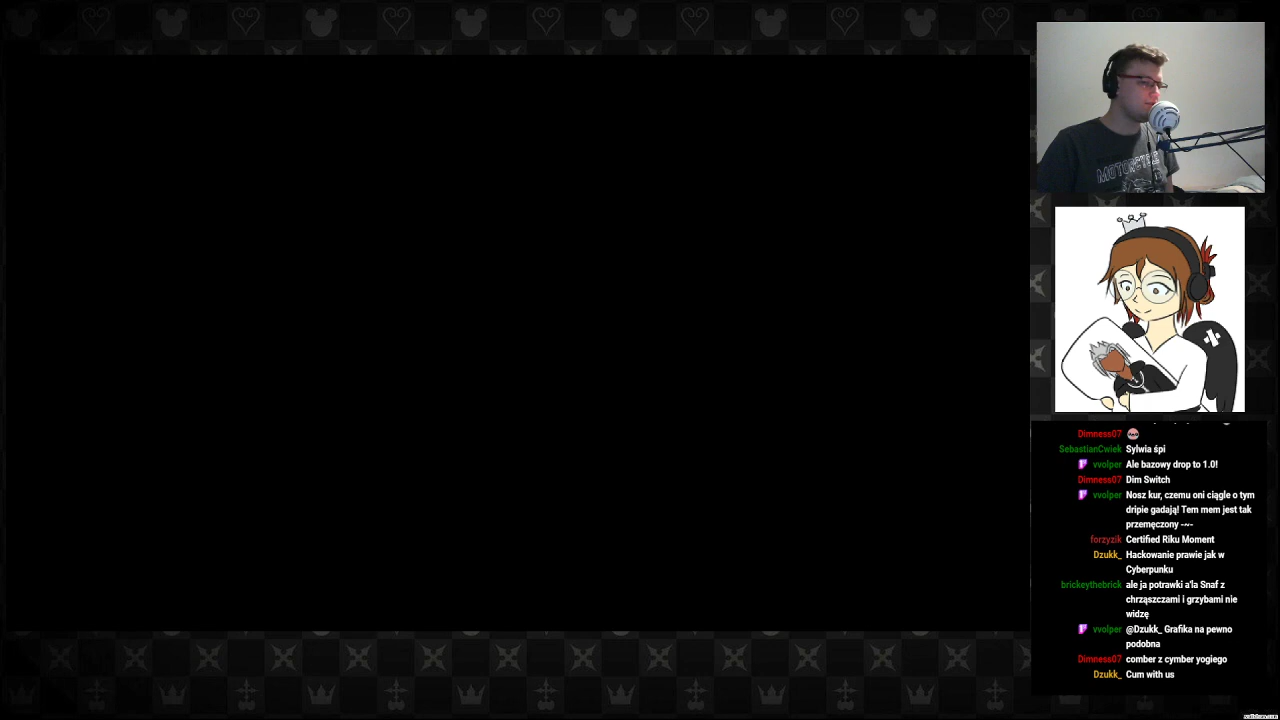 MOTORCYCLE
Dimness07
SebastianCwiek Sylwia śpi
vvolper Ale bazowy drop to 1.0!
Dimness07 Dim Switch
vvolper Nosz kur, czemu oni ciągle o tym
dripie gadają! Tem mem jest tak
przemęczony -~-
forzyzik Certified Riku Moment
Dzukk_ Hackowanie prawie jak w
Cyberpunku
brickeythebrick ale ja potrawki a'la Snaf z
chrząszczami i grzybami nie
widzę
vvolper @Dzukk_ Grafika na pewno
podobna
Dimness07 comber z cymber yogiego
Dzukk_ Cum with us